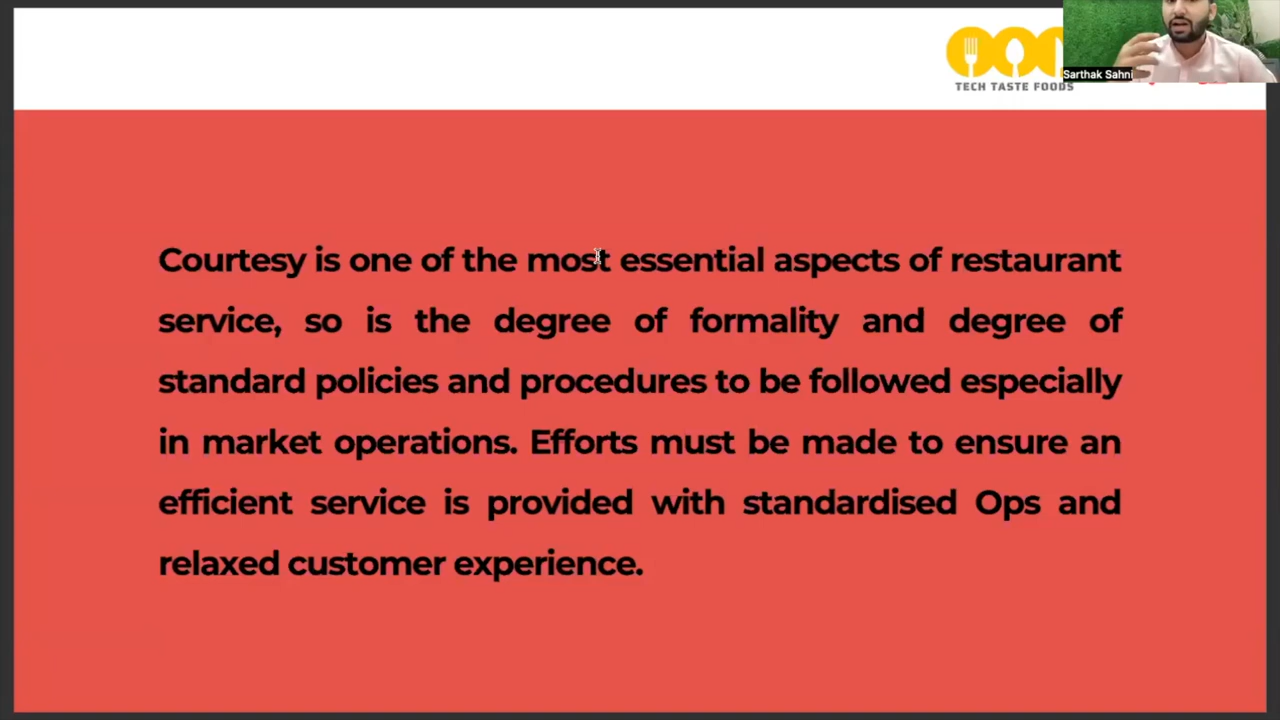 TECH TASTE FOODS
Sarthak Sahni
Courtesy is one of the most essential aspects of restaurant
service, so is the degree of formality and degree of
standard policies and procedures to be followed especially
in market operations. Efforts must be made to ensure an
efficient service is provided with standardised Ops and
relaxed customer experience.